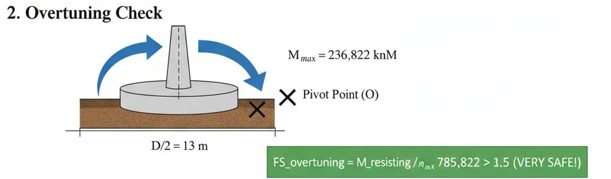 2. Overtuning Check
M max = 236,822 knM
Pivot Point (O)
D/2 = 13 m
FS_overtuning = M_resisting / 785,822 > 1.5 (VERY SAFE!)